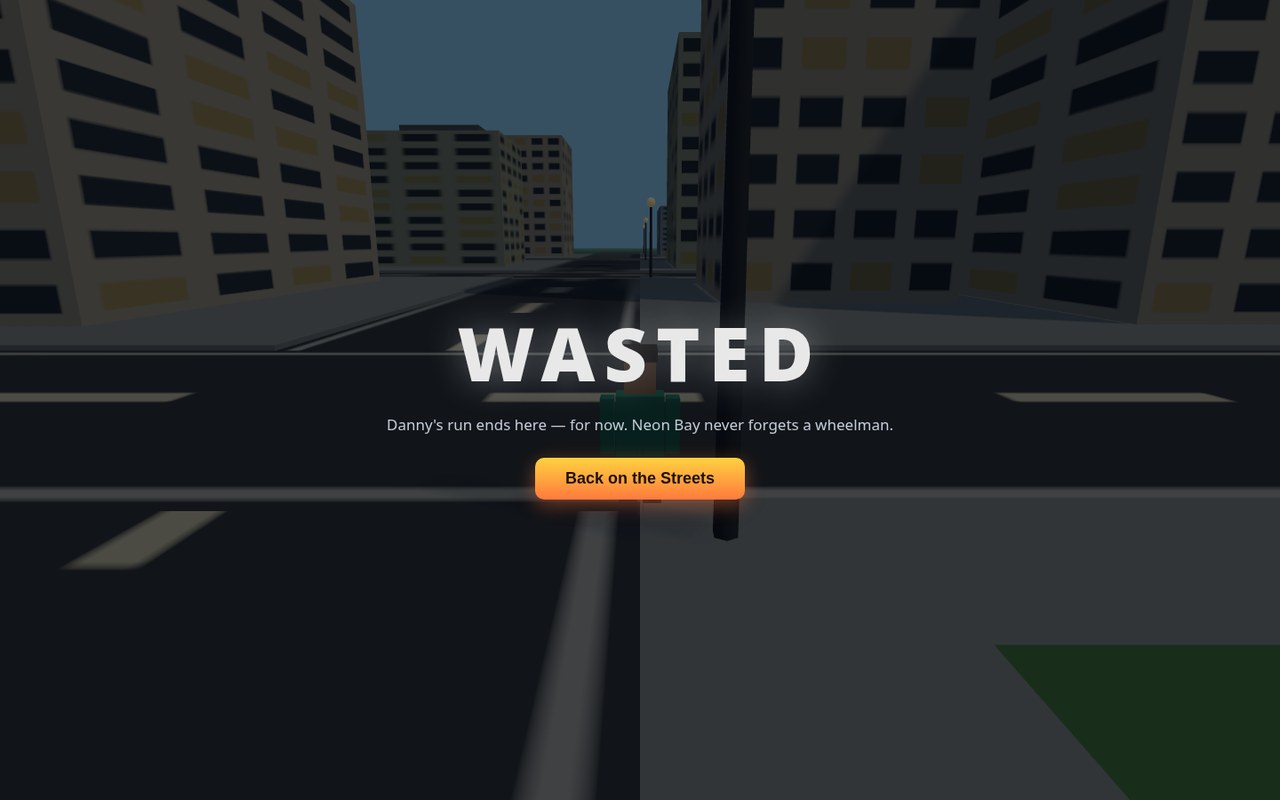 WASTED
Danny's run ends here — for now. Neon Bay never forgets a wheelman.
Back on the Streets